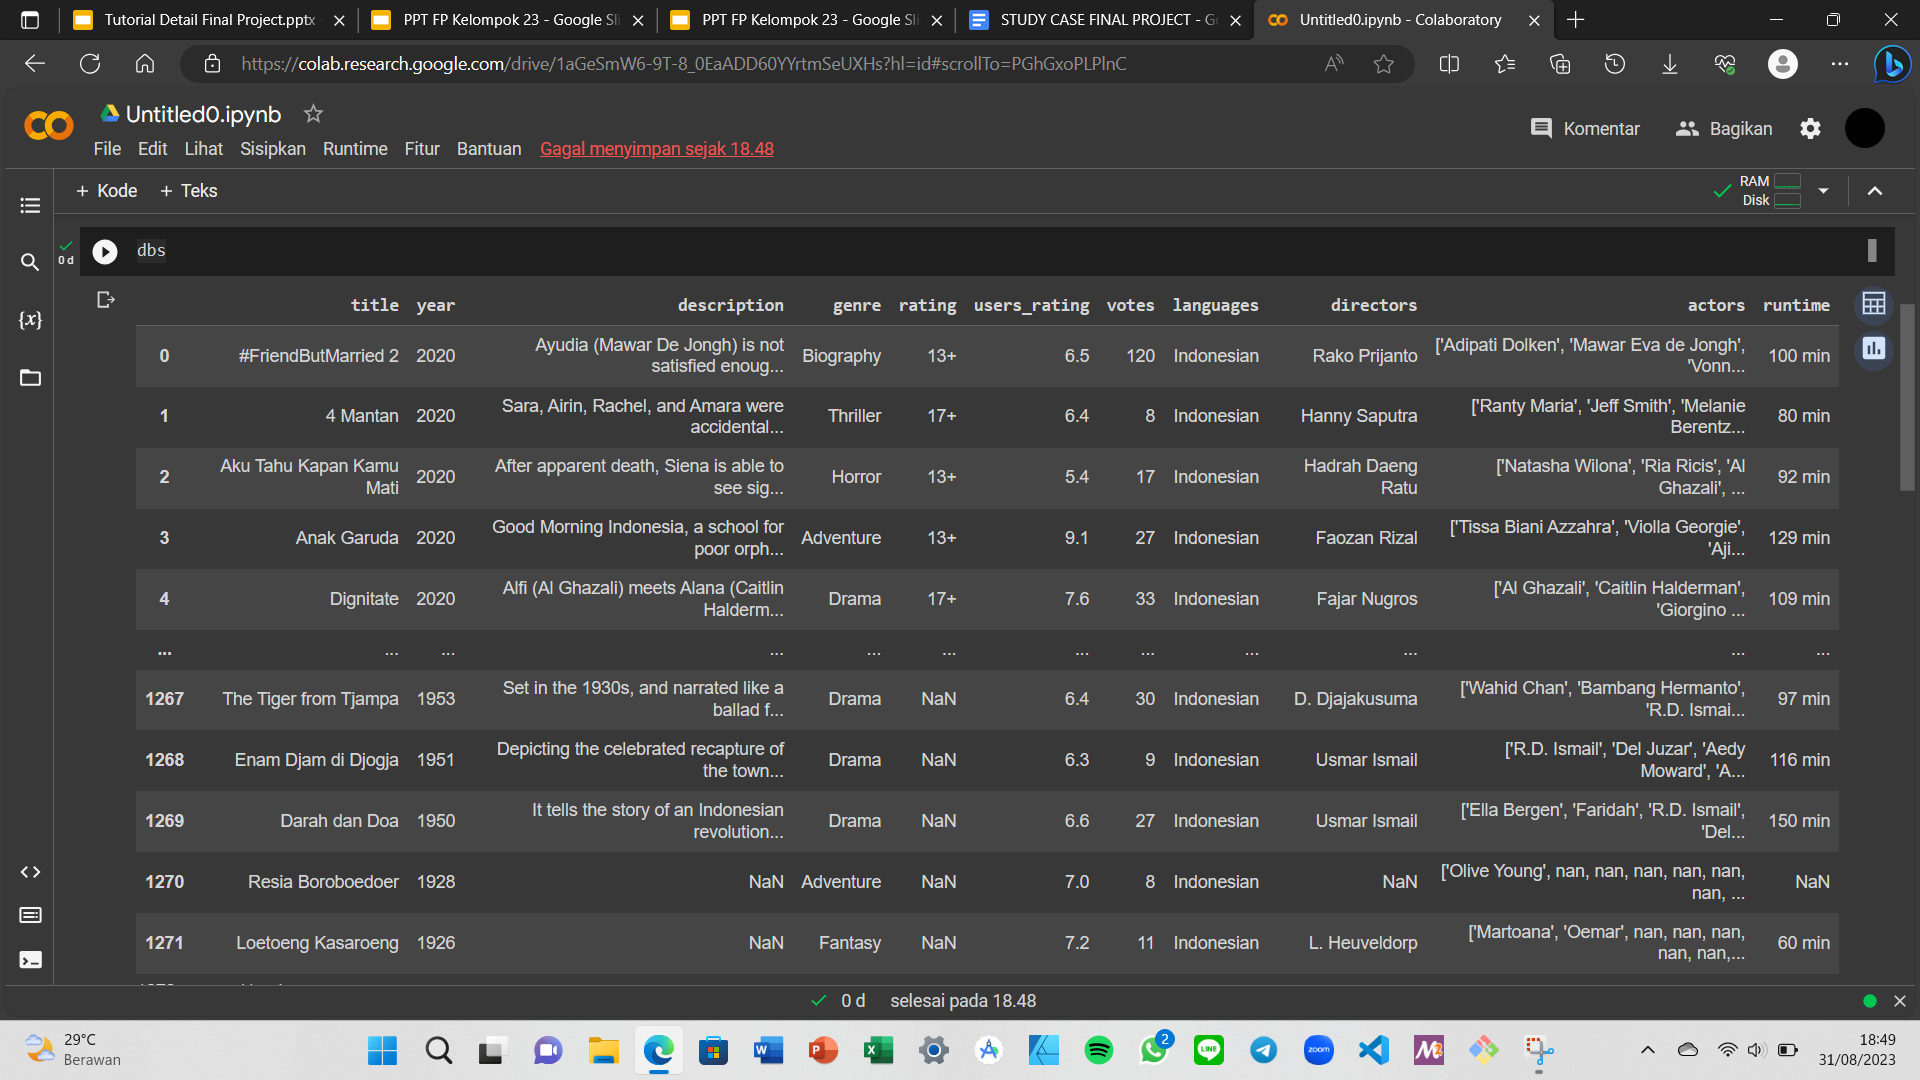 Tutorial Detail Final Project.pptx
PPT FP Kelompok 23 - Google Sli
PPT FP Kelompok 23 - Google Sli
STUDY CASE FINAL PROJECT - G
Untitled0.ipynb - Colaboratory
https://colab.research.google.com/drive/1aGeSmW6-9T-8_0EaADD60YYrtmSeUXHs?hl=id#scrollTo=PGhGxoPLPlnC
Untitled0.ipynb
Komentar
Bagikan
File Edit Lihat Sisipkan Runtime Fitur Bantuan Gagal menyimpan sejak 18.48
+ Kode + Teks
RAM
Disk
0 d
dbs
title year description genre rating users_rating votes languages directors actors runtime
0 #FriendButMarried 2 2020 Ayudia (Mawar De Jongh) is not satisfied enoug... Biography 13+ 6.5 120 Indonesian Rako Prijanto ['Adipati Dolken', 'Mawar Eva de Jongh', 'Vonn... 100 min
1 4 Mantan 2020 Sara, Airin, Rachel, and Amara were accidental... Thriller 17+ 6.4 8 Indonesian Hanny Saputra ['Ranty Maria', 'Jeff Smith', 'Melanie Berentz... 80 min
2 Aku Tahu Kapan Kamu Mati 2020 After apparent death, Siena is able to see sig... Horror 13+ 5.4 17 Indonesian Hadrah Daeng Ratu ['Natasha Wilona', 'Ria Ricis', 'Al Ghazali', ... 92 min
3 Anak Garuda 2020 Good Morning Indonesia, a school for poor orph... Adventure 13+ 9.1 27 Indonesian Faozan Rizal ['Tissa Biani Azzahra', 'Violla Georgie', 'Aji... 129 min
4 Dignitate 2020 Alfi (Al Ghazali) meets Alana (Caitlin Halderm... Drama 17+ 7.6 33 Indonesian Fajar Nugros ['Al Ghazali', 'Caitlin Halderman', 'Giorgino ... 109 min
... ... ... ... ... ... ... ... ... ... ... ...
1267 The Tiger from Tjampa 1953 Set in the 1930s, and narrated like a ballad f... Drama NaN 6.4 30 Indonesian D. Djajakusuma ['Wahid Chan', 'Bambang Hermanto', 'R.D. Ismai... 97 min
1268 Enam Djam di Djogja 1951 Depicting the celebrated recapture of the town... Drama NaN 6.3 9 Indonesian Usmar Ismail ['R.D. Ismail', 'Del Juzar', 'Aedy Moward', 'A... 116 min
1269 Darah dan Doa 1950 It tells the story of an Indonesian revolution... Drama NaN 6.6 27 Indonesian Usmar Ismail ['Ella Bergen', 'Faridah', 'R.D. Ismail', 'Del... 150 min
1270 Resia Boroboedoer 1928 NaN Adventure NaN 7.0 8 Indonesian NaN ['Olive Young', nan, nan, nan, nan, nan, nan, ... NaN
1271 Loetoeng Kasaroeng 1926 NaN Fantasy NaN 7.2 11 Indonesian L. Heuveldorp ['Martoana', 'Oemar', nan, nan, nan, nan, nan,... 60 min
0 d selesai pada 18.48
29°C
Berawan
2
18:49
31/08/2023